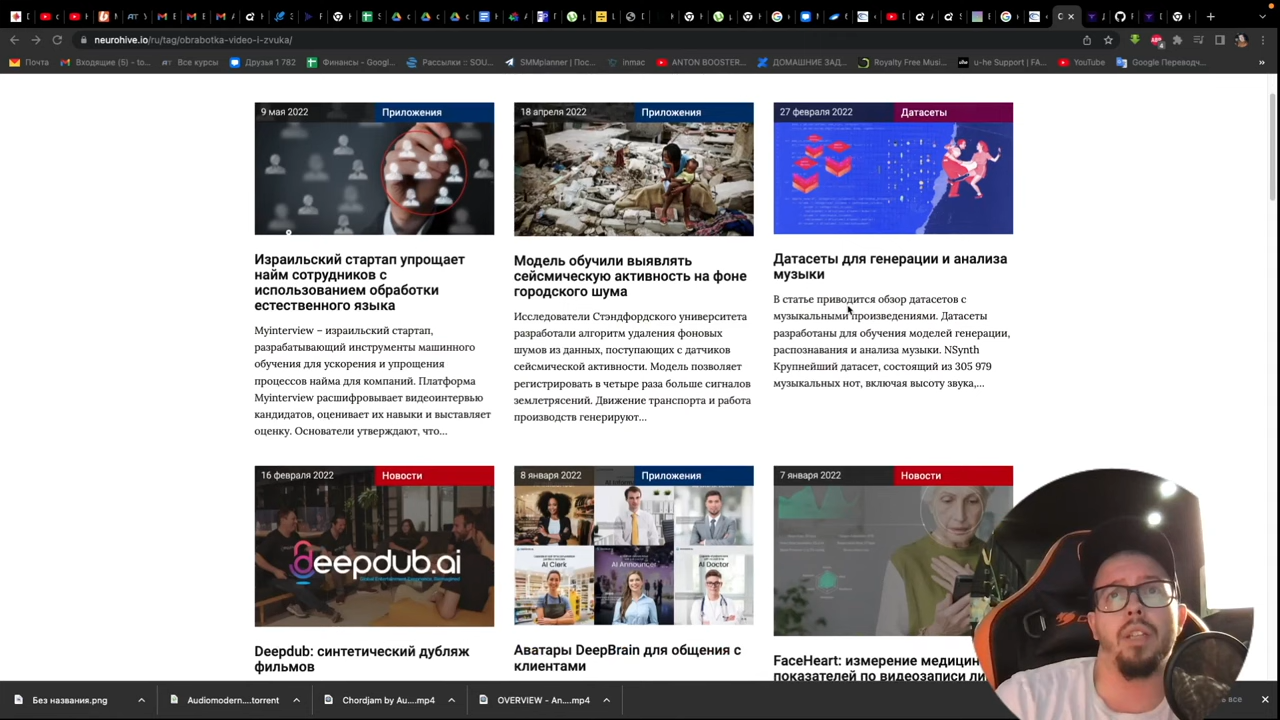 neurohive.io/ru/tag/obrabotka-video-i-zvuka/
Почта
Входящие (5) - to...
Все курсы
Друзья 1 782
Финансы - Googl...
Рассылки :: SOU...
SMMplanner | Пос...
inmac
ANTON BOOSTER...
ДОМАШНИЕ ЗАД...
Royalty Free Musi...
u-he Support | FA...
YouTube
Google Переводч...
9 мая 2022
Приложения
Израильский стартап упрощает
найм сотрудников с
использованием обработки
естественного языка
Myinterview – израильский стартап,
разрабатывающий инструменты машинного
обучения для ускорения и упрощения
процессов найма для компаний. Платформа
Myinterview расшифровывает видеоинтервью
кандидатов, оценивает их навыки и выставляет
оценку. Основатели утверждают, что...
18 апреля 2022
Приложения
Модель обучили выявлять
сейсмическую активность на фоне
городского шума
Исследователи Стэндфордского университета
разработали алгоритм удаления фоновых
шумов из данных, поступающих с датчиков
сейсмической активности. Модель позволяет
регистрировать в четыре раза больше сигналов
землетрясений. Движение транспорта и работа
производств генерируют...
27 февраля 2022
Датасеты
Датасеты для генерации и анализа
музыки
В статье приводится обзор датасетов с
музыкальными произведениями. Датасеты
разработаны для обучения моделей генерации,
распознавания и анализа музыки. NSynth
Крупнейший датасет, состоящий из 305 979
музыкальных нот, включая высоту звука,...
16 февраля 2022
Новости
deepdub.ai
Deepdub: синтетический дубляж
фильмов
8 января 2022
Приложения
AI Clerk
AI Announcer
AI Doctor
Аватары DeepBrain для общения с
клиентами
7 января 2022
Новости
FaceHeart: измерение медицин
показателей по видеозаписи ли
Без названия.png
Audiomodern....torrent
Chordjam by Au....mp4
OVERVIEW - An....mp4